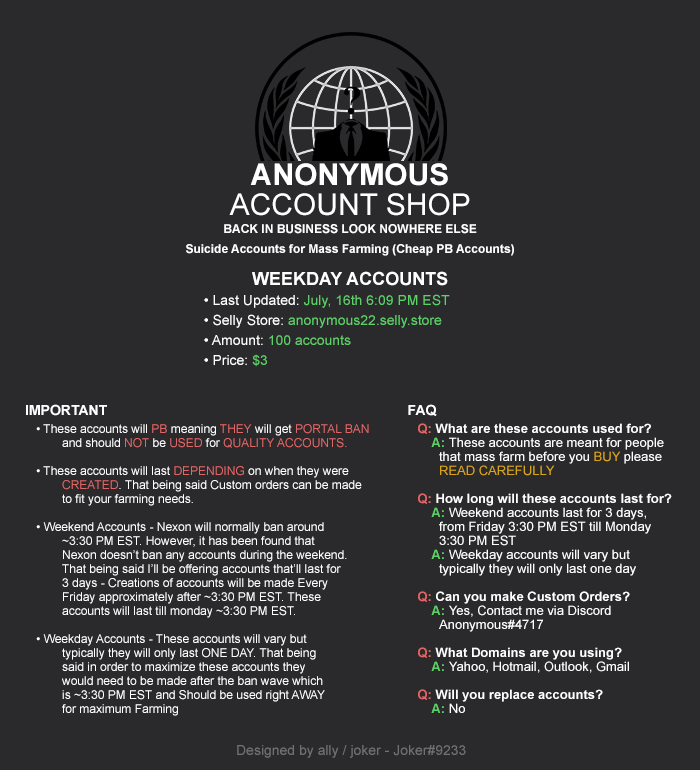 ?
ANONYMOUS
ACCOUNT SHOP
BACK IN BUSINESS LOOK NOWHERE ELSE
Suicide Accounts for Mass Farming (Cheap PB Accounts)
WEEKDAY ACCOUNTS
• Last Updated: July, 16th 6:09 PM EST
• Selly Store: anonymous22.selly.store
• Amount: 100 accounts
• Price: $3
IMPORTANT
• These accounts will PB meaning THEY will get PORTAL BAN
and should NOT be USED for QUALITY ACCOUNTS.
• These accounts will last DEPENDING on when they were
CREATED. That being said Custom orders can be made
to fit your farming needs.
• Weekend Accounts - Nexon will normally ban around
~3:30 PM EST. However, it has been found that
Nexon doesn't ban any accounts during the weekend.
That being said I'll be offering accounts that'll last for
3 days - Creations of accounts will be made Every
Friday approximately after ~3:30 PM EST. These
accounts will last till monday ~3:30 PM EST.
• Weekday Accounts - These accounts will vary but
typically they will only last ONE DAY. That being
said in order to maximize these accounts they
would need to be made after the ban wave which
is ~3:30 PM EST and Should be used right AWAY
for maximum Farming
FAQ
Q: What are these accounts used for?
A: These accounts are meant for people
that mass farm before you BUY please
READ CAREFULLY
Q: How long will these accounts last for?
A: Weekend accounts last for 3 days,
from Friday 3:30 PM EST till Monday
3:30 PM EST
A: Weekday accounts will vary but
typically they will only last one day
Q: Can you make Custom Orders?
A: Yes, Contact me via Discord
Anonymous#4717
Q: What Domains are you using?
A: Yahoo, Hotmail, Outlook, Gmail
Q: Will you replace accounts?
A: No
Designed by ally / joker - Joker#9233